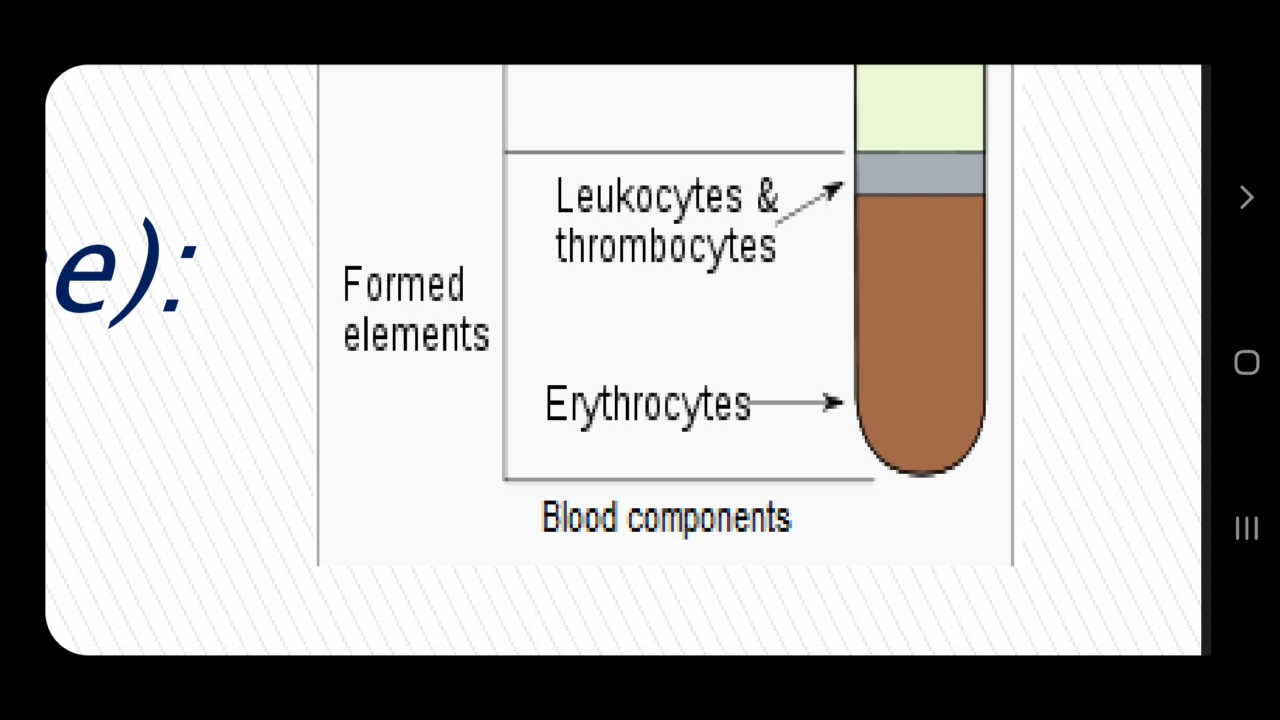 e):
Leukocytes &
thrombocytes
Formed
elements
Erythrocytes
Blood components